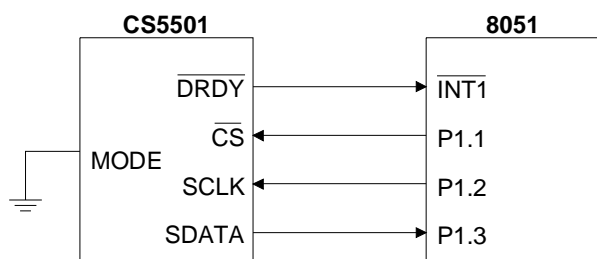 CS5501 8051
DRDY INT1
CS P1.1
MODE
SCLK P1.2
SDATA P1.3